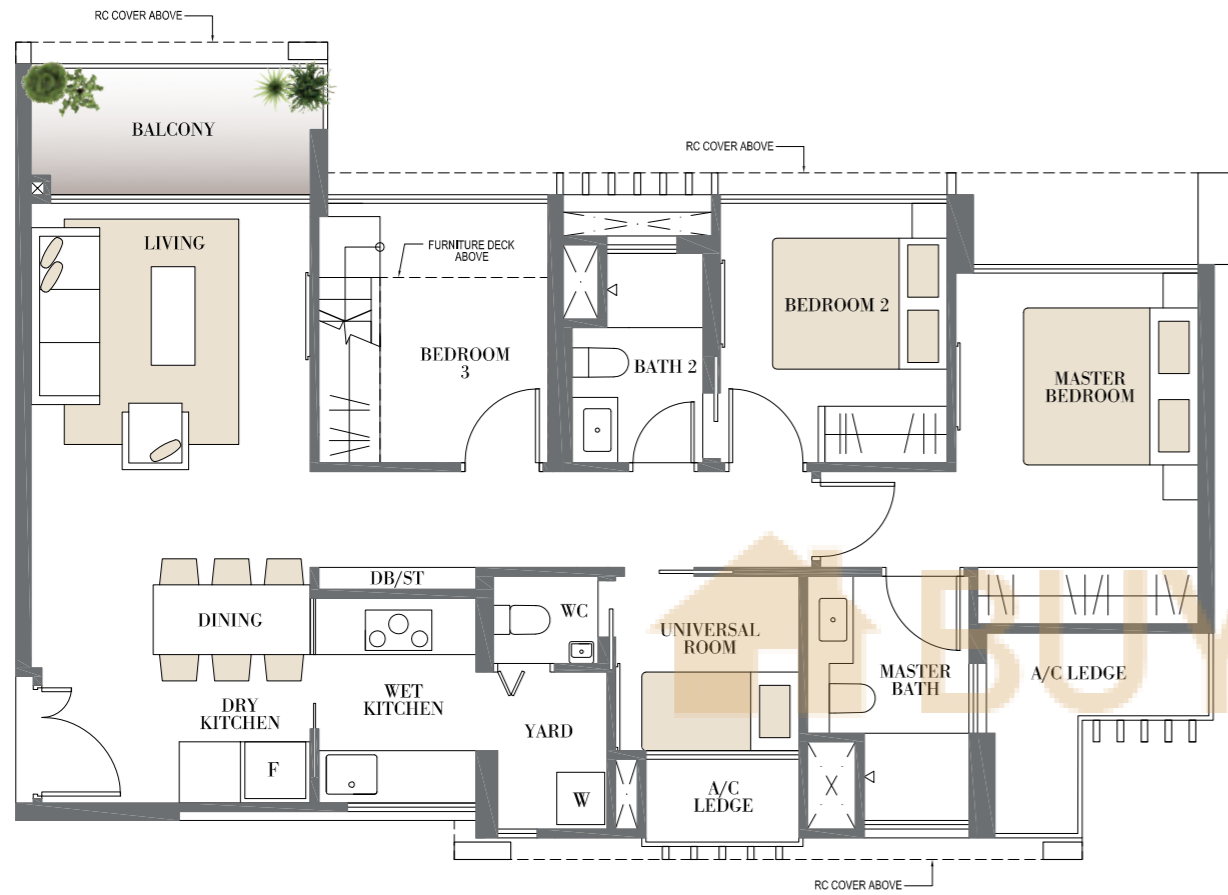 RC COVER ABOVE
BALCONY
RC COVER ABOVE
LIVING
FURNITURE DECK
ABOVE
BEDROOM 2
BEDROOM
3
BATH 2
MASTER
BEDROOM
DB/ST
WC
DINING
UNIVERSAL
ROOM
MASTER
BATH
A/C LEDGE
BUY
WET
KITCHEN
DRY
KITCHEN
YARD
F
W
A/C
LEDGE
RC COVER ABOVE